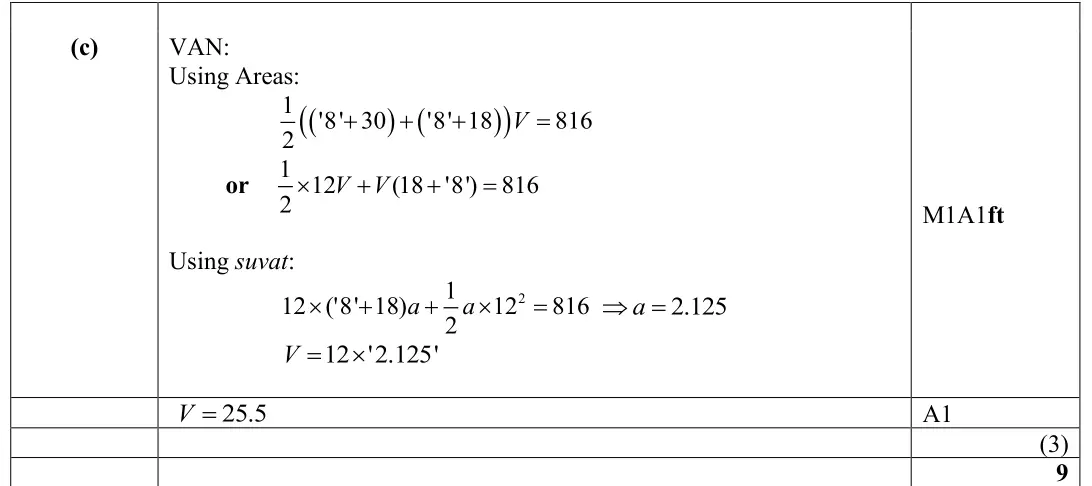 (c) VAN:
Using Areas:
1/2 (('8'+30)+('8'+18))V = 816
or 1/2 ×12V + V(18+'8') = 816
M1A1ft
Using suvat:
12×('8'+18)a + 1/2 a×12² = 816 ⇒ a = 2.125
V = 12×'2.125'
V = 25.5 A1
(3)
9